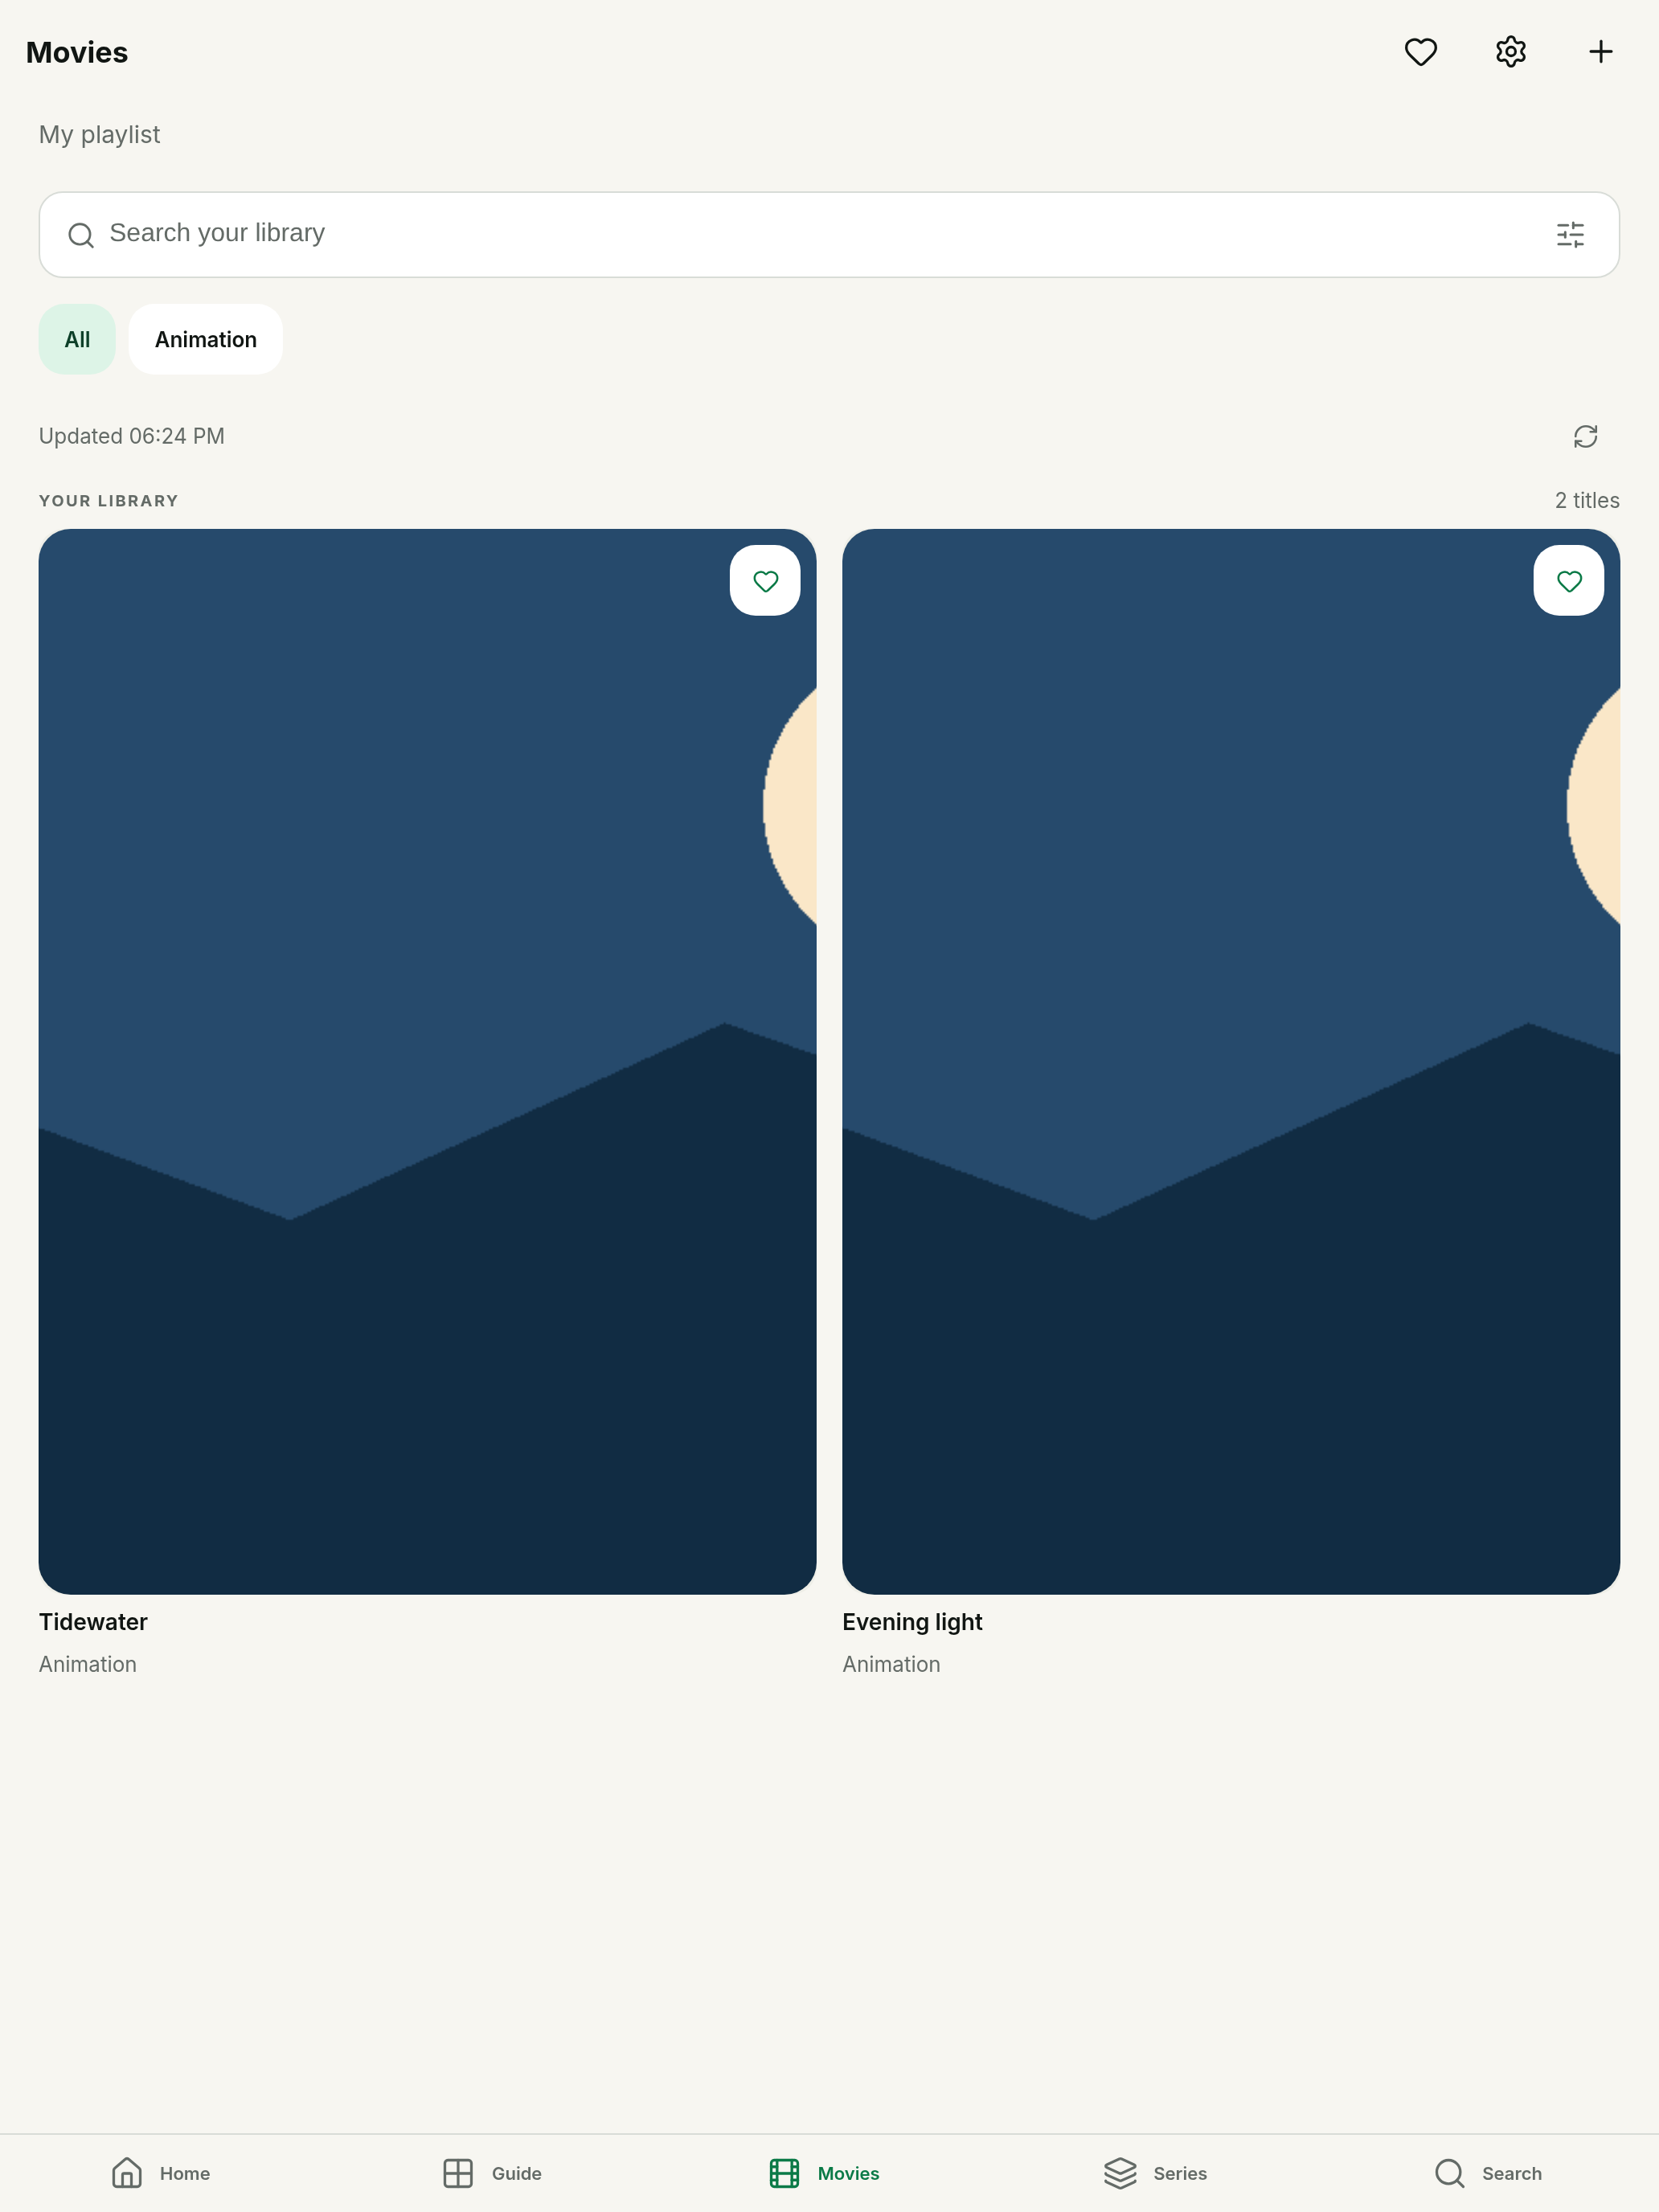 Movies
My playlist
Search your library
All
Animation
Updated 06:24 PM
YOUR LIBRARY
2 titles
Tidewater
Animation
Evening light
Animation
Home
Guide
Movies
Series
Search